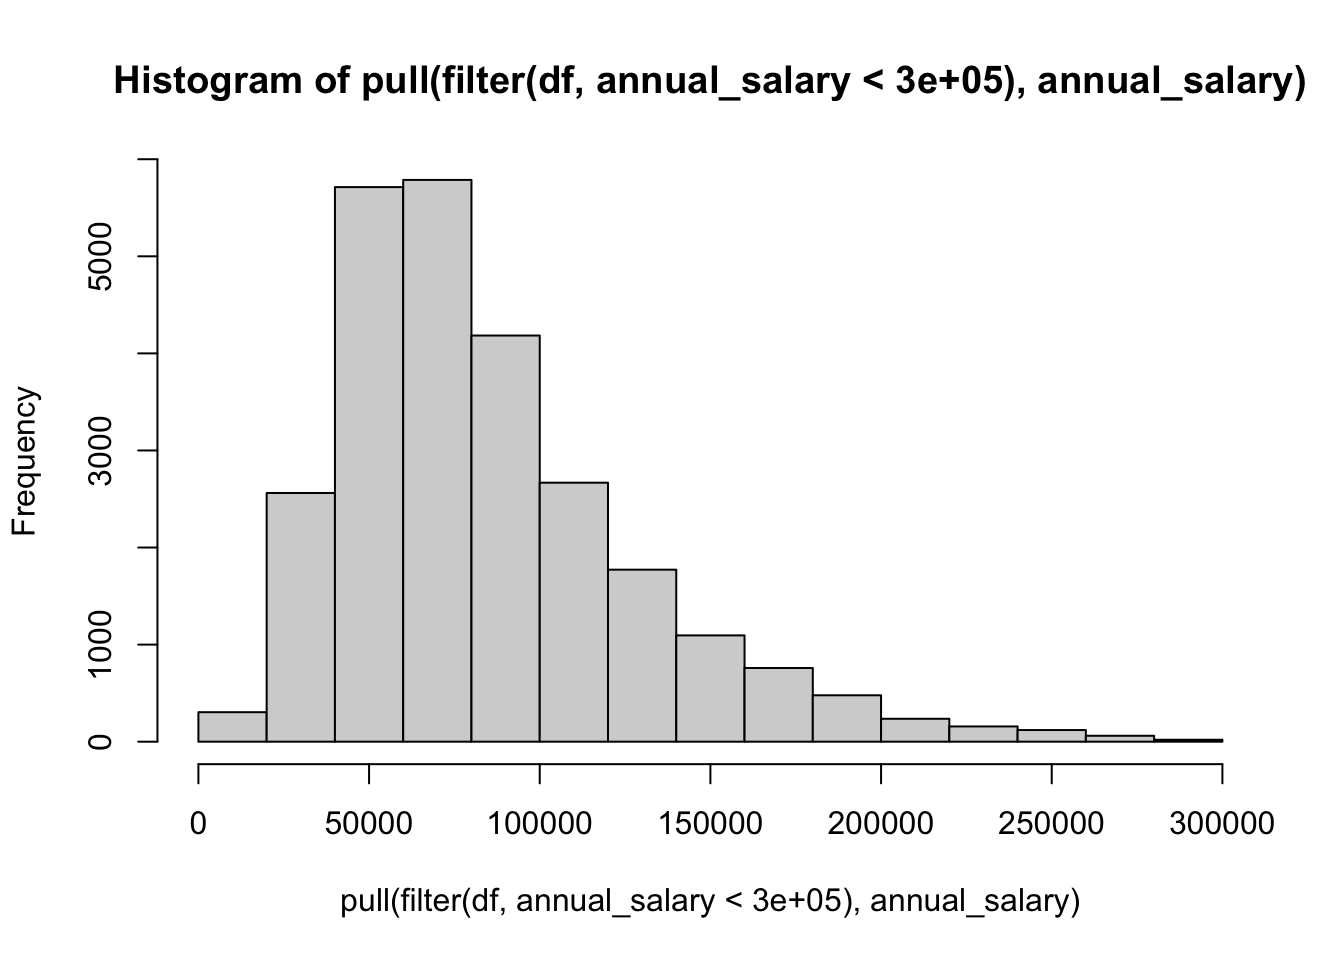 Histogram of pull(filter(df, annual_salary < 3e+05), annual_salary)
Frequency
5000
3000
1000
0
0 50000 100000 150000 200000 250000 300000
pull(filter(df, annual_salary < 3e+05), annual_salary)